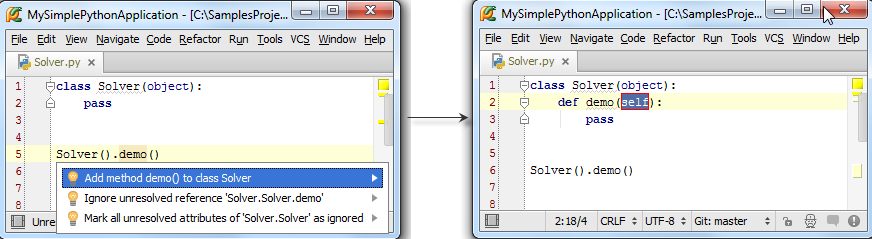 MySimplePythonApplication - [C:\SamplesProje...
File Edit View Navigate Code Refactor Run Tools VCS Window Help
Solver.py
1 class Solver(object):
2 pass
3
4
5 Solver().demo()
6
7
8
Add method demo() to class Solver
Ignore unresolved reference 'Solver.Solver.demo'
Mark all unresolved attributes of 'Solver.Solver' as ignored
Unre
MySimplePythonApplication - [C:\SamplesProje...
File Edit View Navigate Code Refactor Run Tools VCS Window Help
Solver.py
1 class Solver(object):
2 def demo(self):
3 pass
4
5
6 Solver().demo()
7
8
2:18/4 CRLF UTF-8 Git: master